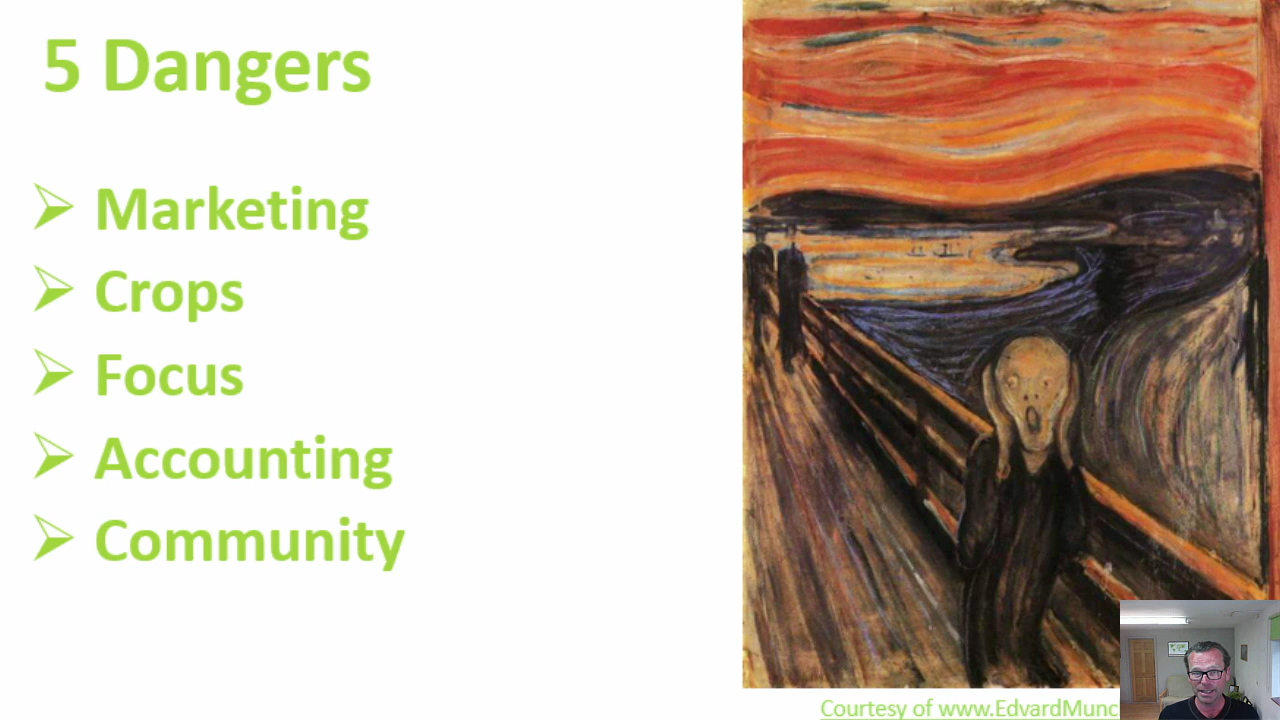 5 Dangers
Marketing
Crops
Focus
Accounting
Community
Courtesy of www.EdvardMunc